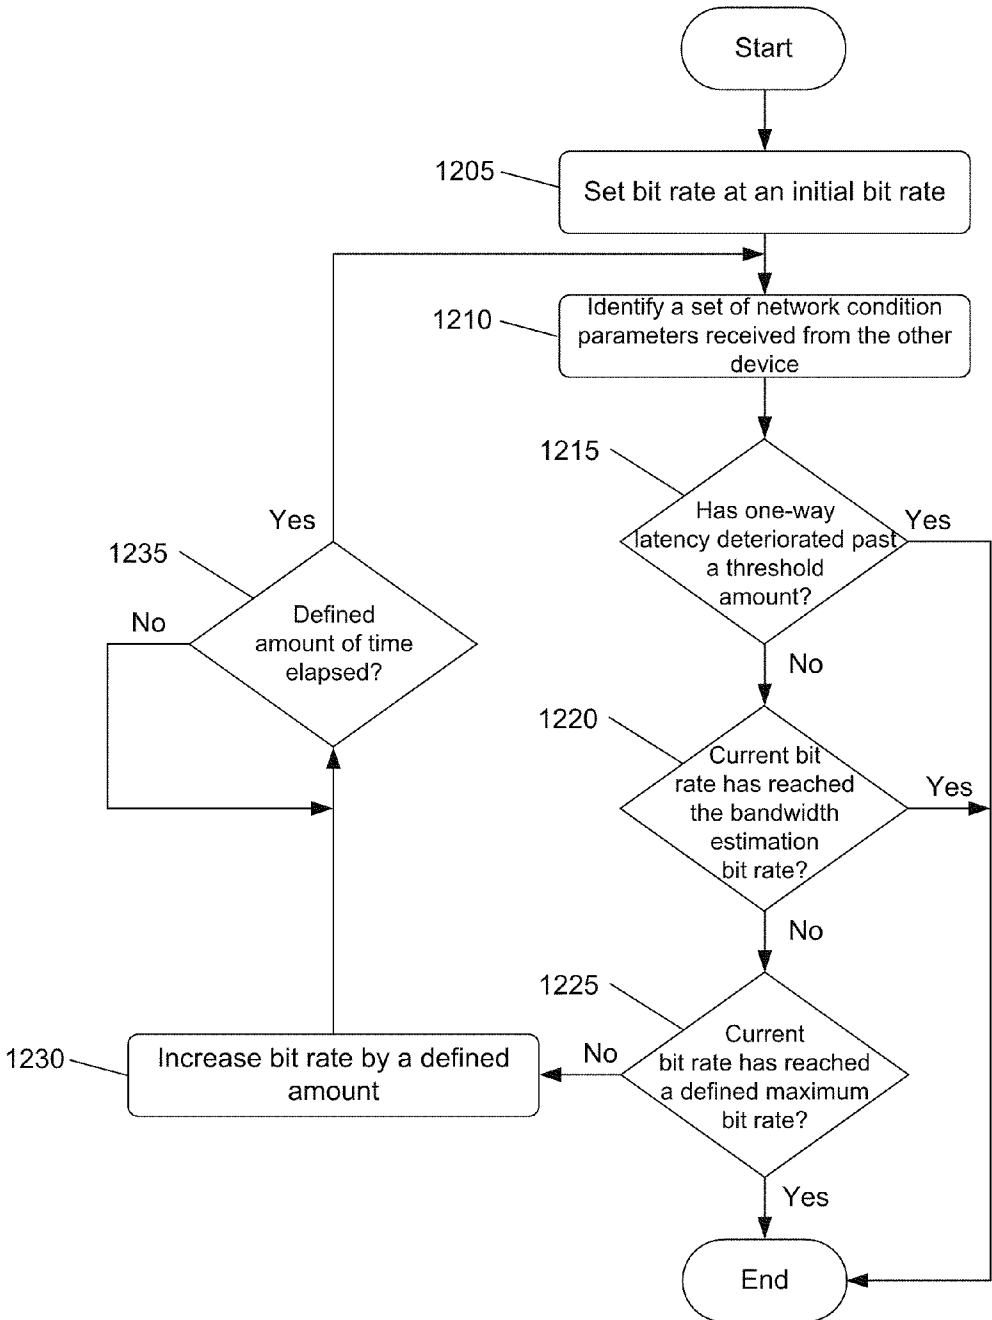 Start
1205
Set bit rate at an initial bit rate
1210
Identify a set of network condition
parameters received from the other
device
1215
Has one-way
latency deteriorated past
a threshold
amount?
Yes
No
Yes
1235
Defined
amount of time
elapsed?
No
1220
Current bit
rate has reached
the bandwidth
estimation
bit rate?
Yes
No
1225
Current
bit rate has reached
a defined maximum
bit rate?
No
1230
Increase bit rate by a defined
amount
Yes
End